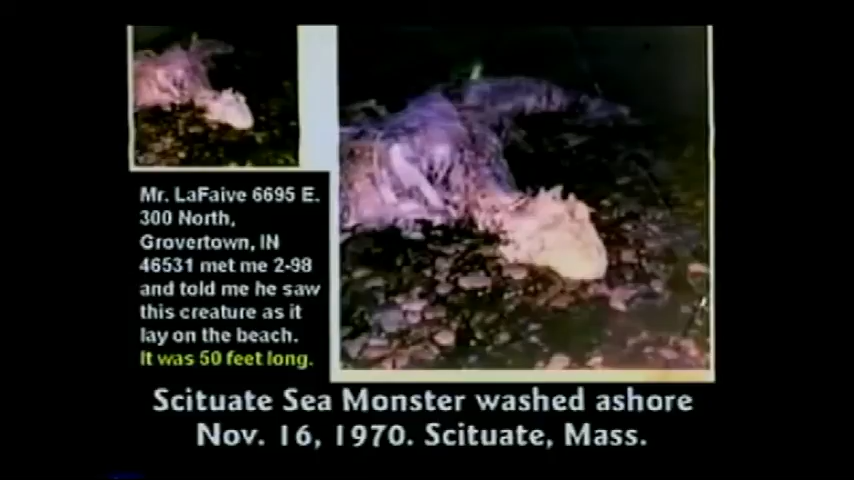 Mr. LaFaive 6695 E.
300 North,
Grovertown, IN
46531 met me 2-98
and told me he saw
this creature as it
lay on the beach.
It was 50 feet long.
Scituate Sea Monster washed ashore
Nov. 16, 1970. Scituate, Mass.